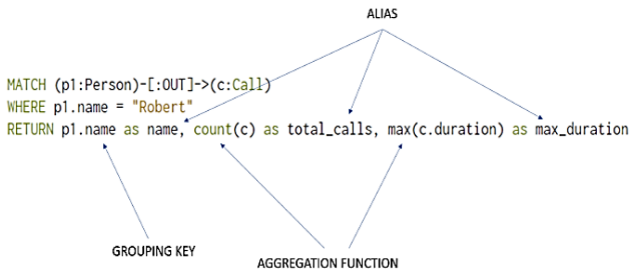 ALIAS
MATCH (p1:Person)-[:OUT]->(c:Call)
WHERE p1.name = "Robert"
RETURN p1.name as name, count(c) as total_calls, max(c.duration) as max_duration
GROUPING KEY
AGGREGATION FUNCTION